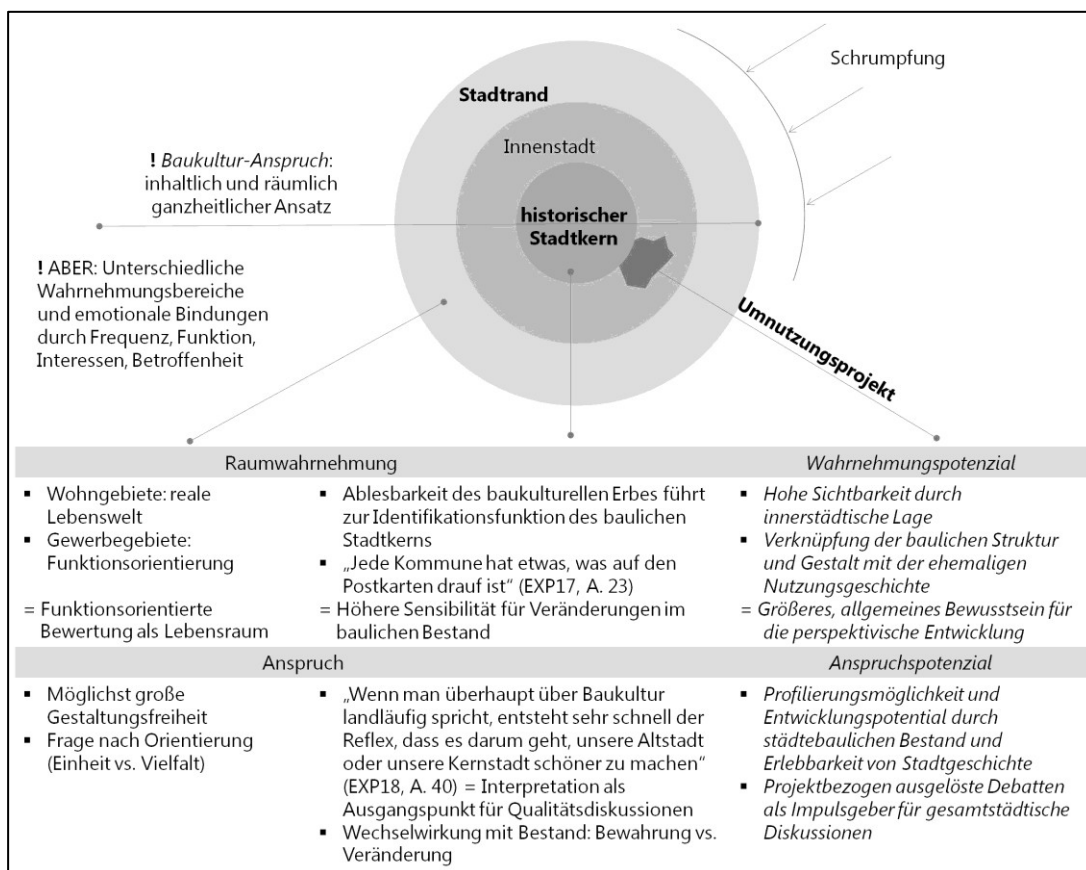 Schrumpfung
Stadtrand
Innenstadt
! Baukultur-Anspruch:
inhaltlich und räumlich
ganzheitlicher Ansatz
historischer
Stadtkern
! ABER: Unterschiedliche
Wahrnehmungsbereiche
und emotionale Bindungen
durch Frequenz, Funktion,
Interessen, Betroffenheit
Umnutzungsprojekt
Raumwahrnehmung
▪ Wohngebiete: reale
Lebenswelt
▪ Gewerbegebiete:
Funktionsorientierung
= Funktionsorientierte
Bewertung als Lebensraum
▪ Ablesbarkeit des baukulturellen Erbes führt
zur Identifikationsfunktion des baulichen
Stadtkerns
▪ „Jede Kommune hat etwas, was auf den
Postkarten drauf ist“ (EXP17, A. 23)
= Höhere Sensibilität für Veränderungen im
baulichen Bestand
Wahrnehmungspotenzial
▪ Hohe Sichtbarkeit durch
innerstädtische Lage
▪ Verknüpfung der baulichen Struktur
und Gestalt mit der ehemaligen
Nutzungsgeschichte
= Größeres, allgemeines Bewusstsein für
die perspektivische Entwicklung
Anspruch
▪ Möglichst große
Gestaltungsfreiheit
▪ Frage nach Orientierung
(Einheit vs. Vielfalt)
▪ „Wenn man überhaupt über Baukultur
landläufig spricht, entsteht sehr schnell der
Reflex, dass es darum geht, unsere Altstadt
oder unsere Kernstadt schöner zu machen“
(EXP18, A. 40) = Interpretation als
Ausgangspunkt für Qualitätsdiskussionen
▪ Wechselwirkung mit Bestand: Bewahrung vs.
Veränderung
Anspruchspotenzial
▪ Profilierungsmöglichkeit und
Entwicklungspotential durch
städtebaulichen Bestand und
Erlebbarkeit von Stadtgeschichte
▪ Projektbezogen ausgelöste Debatten
als Impulsgeber für gesamtstädtische
Diskussionen